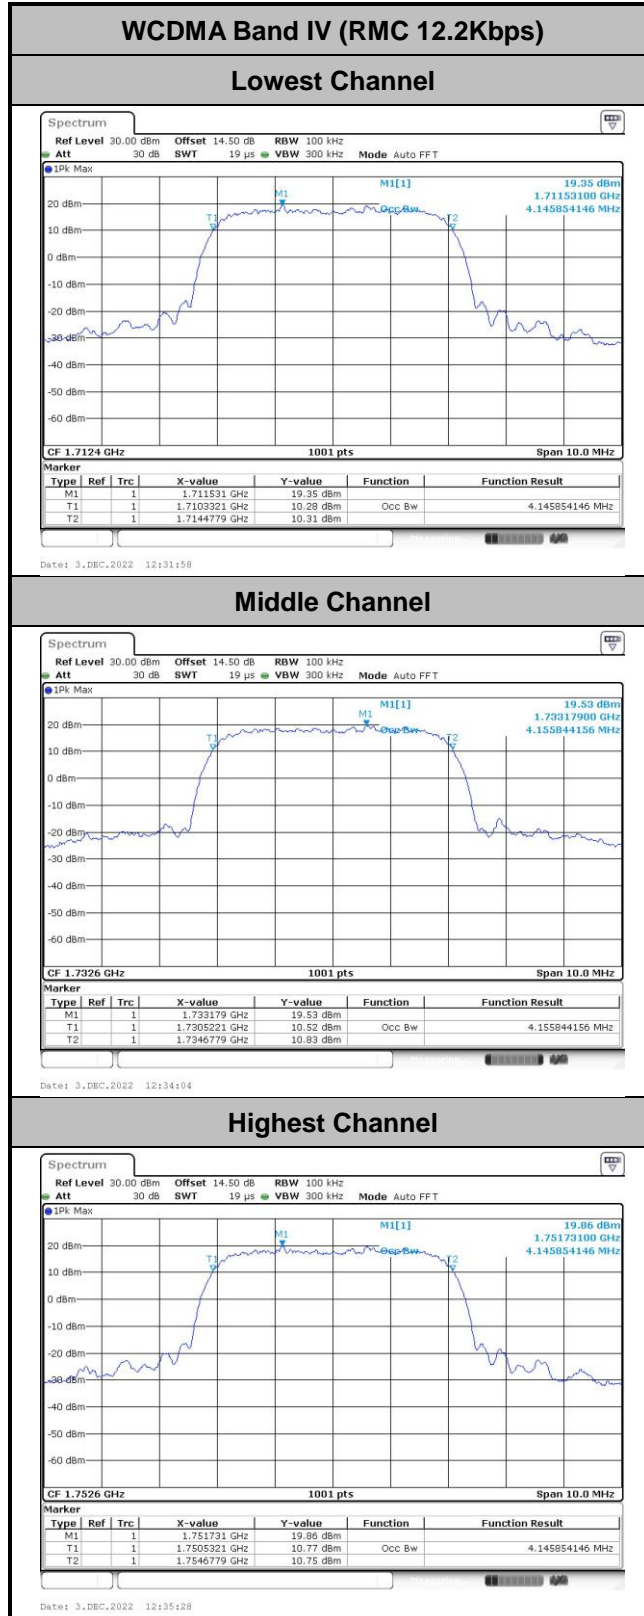 WCDMA Band IV (RMC 12.2Kbps)
Lowest Channel
Spectrum
Ref Level 30.00 dBm Offset 14.50 dB RBW 100 kHz
Att 30 dB SWT 19 µs VBW 300 kHz Mode Auto FFT
1Pk Max
M1[1] 19.35 dBm
1.71153100 GHz
Occ Bw 4.145854146 MHz
M1
T1
T2
20 dBm
10 dBm
0 dBm
-10 dBm
-20 dBm
-30 dBm
-40 dBm
-50 dBm
-60 dBm
CF 1.7124 GHz 1001 pts Span 10.0 MHz
Marker
Type Ref Trc X-value Y-value Function Function Result
M1 1 1.711531 GHz 19.35 dBm
T1 1 1.7103321 GHz 10.28 dBm Occ Bw 4.145854146 MHz
T2 1 1.7144779 GHz 10.31 dBm
Date: 3.DEC.2022 12:31:58
Middle Channel
Spectrum
Ref Level 30.00 dBm Offset 14.50 dB RBW 100 kHz
Att 30 dB SWT 19 µs VBW 300 kHz Mode Auto FFT
1Pk Max
M1[1] 19.53 dBm
1.73317900 GHz
Occ Bw 4.155844156 MHz
M1
T1
T2
20 dBm
10 dBm
0 dBm
-10 dBm
-20 dBm
-30 dBm
-40 dBm
-50 dBm
-60 dBm
CF 1.7326 GHz 1001 pts Span 10.0 MHz
Marker
Type Ref Trc X-value Y-value Function Function Result
M1 1 1.733179 GHz 19.53 dBm
T1 1 1.7305221 GHz 10.52 dBm Occ Bw 4.155844156 MHz
T2 1 1.7346779 GHz 10.83 dBm
Date: 3.DEC.2022 12:34:04
Highest Channel
Spectrum
Ref Level 30.00 dBm Offset 14.50 dB RBW 100 kHz
Att 30 dB SWT 19 µs VBW 300 kHz Mode Auto FFT
1Pk Max
M1[1] 19.86 dBm
1.75173100 GHz
Occ Bw 4.145854146 MHz
M1
T1
T2
20 dBm
10 dBm
0 dBm
-10 dBm
-20 dBm
-30 dBm
-40 dBm
-50 dBm
-60 dBm
CF 1.7526 GHz 1001 pts Span 10.0 MHz
Marker
Type Ref Trc X-value Y-value Function Function Result
M1 1 1.751731 GHz 19.86 dBm
T1 1 1.7505321 GHz 10.77 dBm Occ Bw 4.145854146 MHz
T2 1 1.7546779 GHz 10.75 dBm
Date: 3.DEC.2022 12:35:28